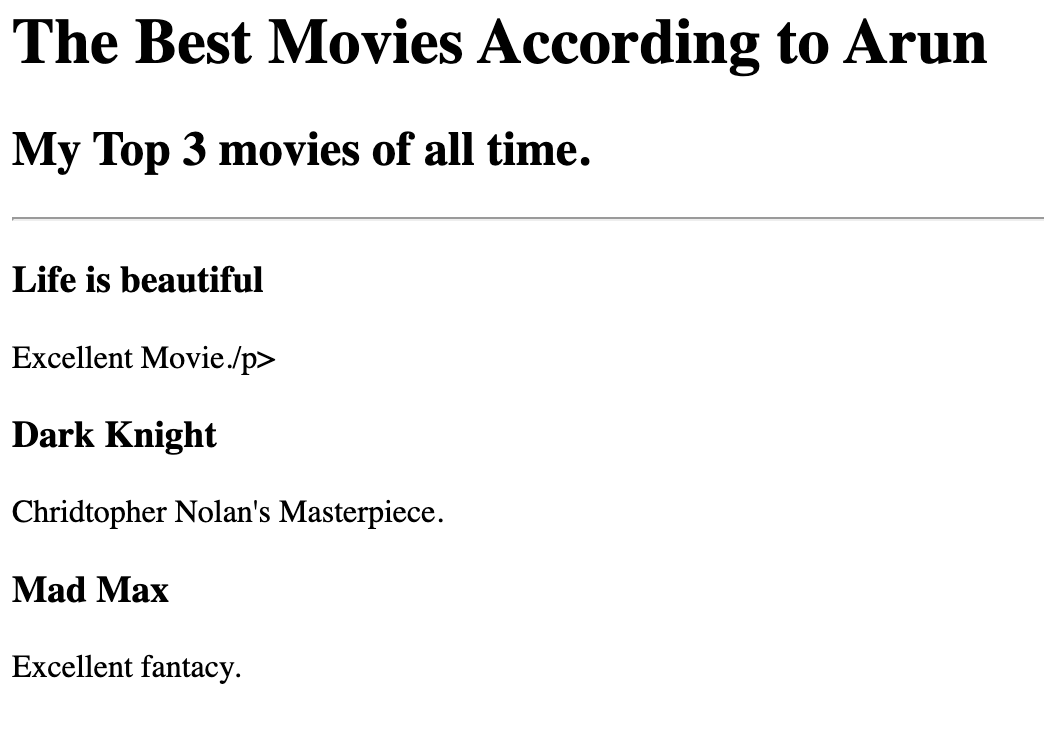 The Best Movies According to Arun
My Top 3 movies of all time.
Life is beautiful
Excellent Movie./p>
Dark Knight
Chridtopher Nolan's Masterpiece.
Mad Max
Excellent fantacy.